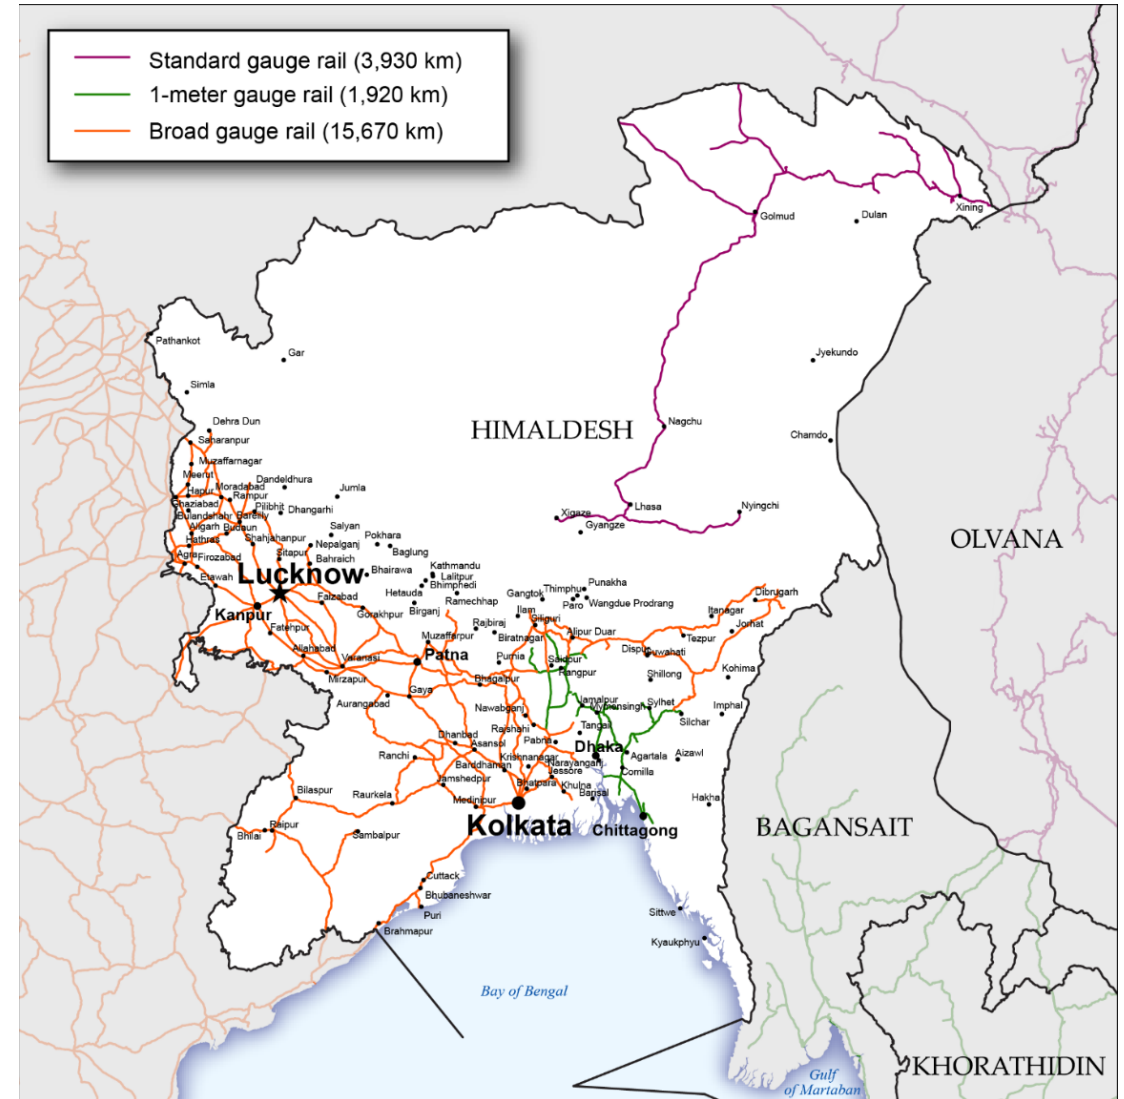 Standard gauge rail (3,930 km)
1-meter gauge rail (1,920 km)
Broad gauge rail (15,670 km)
Xining
Golmud
Dulan
Pathankot
Gar
Jyekundo
Simla
Dehra Dun
Nagchu
HIMALDESH
Chamdo
Saharanpur
Muzaffarnagar
Meerut
Dandeldhura
Hapur
Moradabad
Jumla
Rampur
Ghaziabad
Pilibhit
Dhangarhi
Lhasa
Nyingchi
Xigaze
Gyangze
Bulandshahr
Bareilly
Aligarh
Budaun
Salyan
Pokhara
Hathras
Shahjahanpur
Nepalganj
Baglung
OLVANA
Agra
Firozabad
Sitapur
Bahraich
Kathmandu
Etawah
Lucknow
Bhairawa
Lalitpur
Bhimphedi
Punakha
Thimphu
Hetauda
Ramechhap
Gangtok
Paro
Wangdue Prodrang
Dibrugarh
Kanpur
Faizabad
Gorakhpur
Birganj
Ilam
Giliguri
Itanagar
Fatehpur
Rajbiraj
Biratnagar
Alipur Duar
Tezpur
Jorhat
Muzaffarpur
Allahabad
Varanasi
Patna
Purnia
Saidpur
Dispur
Guwahati
Mirzapur
Bhagalpur
Rangpur
Shillong
Kohima
Aurangabad
Gaya
Nawabganj
Jamalpur
Mymensingh
Sylhet
Imphal
Rajshahi
Tangail
Silchar
Dhanbad
Asansol
Pabna
Dhaka
Ranchi
Krishnanagar
Narayanganj
Agartala
Aizawl
Barddhaman
Jessore
Comilla
Jamshedpur
Bhatpara
Khulna
Barisal
Hakha
Bilaspur
Raurkela
Medinipur
Kolkata
Chittagong
BAGANSAIT
Raipur
Bhilai
Sambalpur
Cuttack
Bhubaneshwar
Puri
Sittwe
Brahmapur
Kyaukphyu
Bay of Bengal
KHORATHIDIN
Gulf
of Martaban